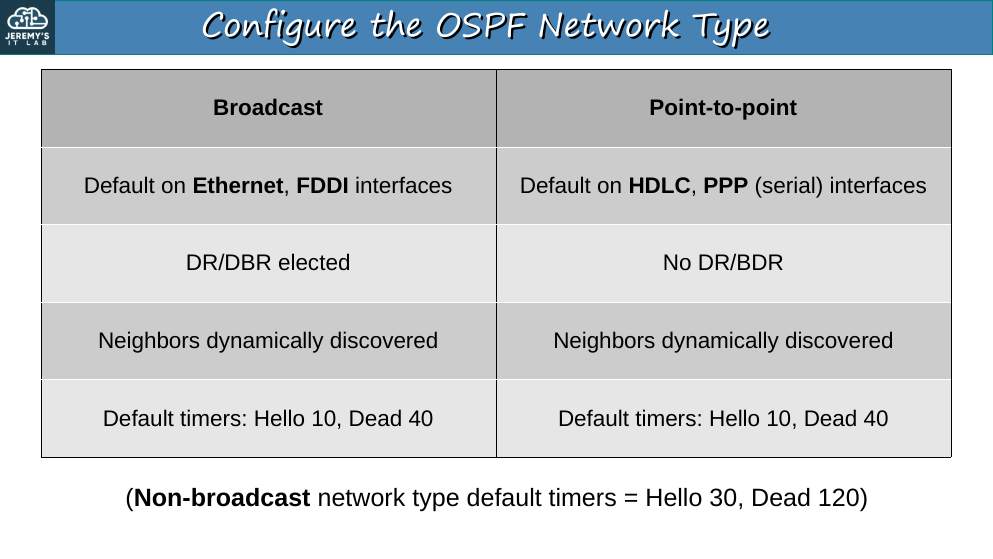 JEREMY'S
IT LAB
Configure the OSPF Network Type
Broadcast
Point-to-point
Default on Ethernet, FDDI interfaces
Default on HDLC, PPP (serial) interfaces
DR/DBR elected
No DR/BDR
Neighbors dynamically discovered
Neighbors dynamically discovered
Default timers: Hello 10, Dead 40
Default timers: Hello 10, Dead 40
(Non-broadcast network type default timers = Hello 30, Dead 120)